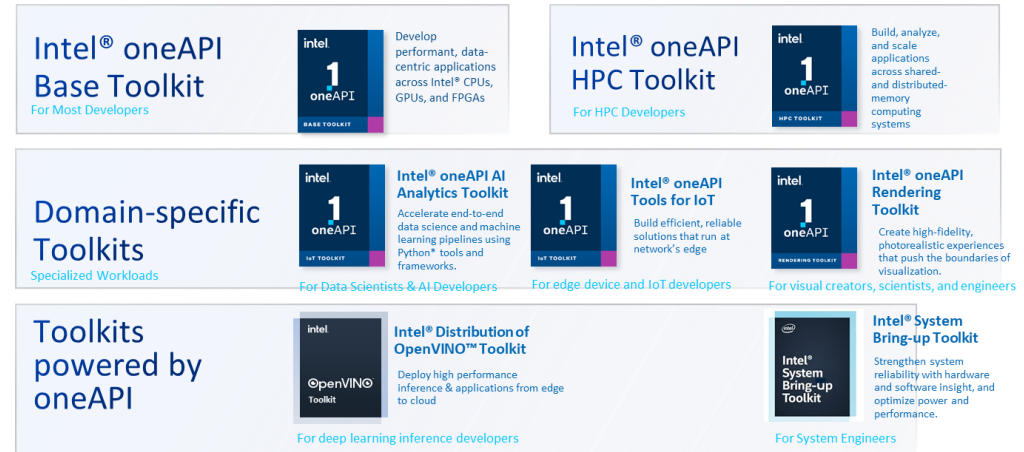 Intel® oneAPI
Base Toolkit
For Most Developers
intel
1
oneAPI
BASE TOOLKIT
Develop
performant, data-
centric applications
across Intel® CPUs,
GPUs, and FPGAs
Intel® oneAPI
HPC Toolkit
For HPC Developers
intel
1
oneAPI
HPC TOOLKIT
Build, analyze,
and scale
applications
across shared-
and distributed-
memory
computing
systems
Domain-specific
Toolkits
Specialized Workloads
intel
1
oneAPI
IoT TOOLKIT
Intel® oneAPI AI
Analytics Toolkit
Accelerate end-to-end
data science and machine
learning pipelines using
Python* tools and
frameworks.
For Data Scientists & AI Developers
intel
1
oneAPI
IoT TOOLKIT
Intel® oneAPI
Tools for IoT
Build efficient, reliable
solutions that run at
network's edge
For edge device and IoT developers
intel
1
oneAPI
RENDERING TOOLKIT
Intel® oneAPI
Rendering
Toolkit
Create high-fidelity,
photorealistic experiences
that push the boundaries of
visualization.
For visual creators, scientists, and engineers
Toolkits
powered by
oneAPI
intel
OpenVINO
Toolkit
Intel® Distribution of
OpenVINO™ Toolkit
Deploy high performance
inference & applications from edge
to cloud
For deep learning inference developers
intel
Intel®
System
Bring-up
Toolkit
Intel® System
Bring-up Toolkit
Strengthen system
reliability with hardware
and software insight, and
optimize power and
performance.
For System Engineers